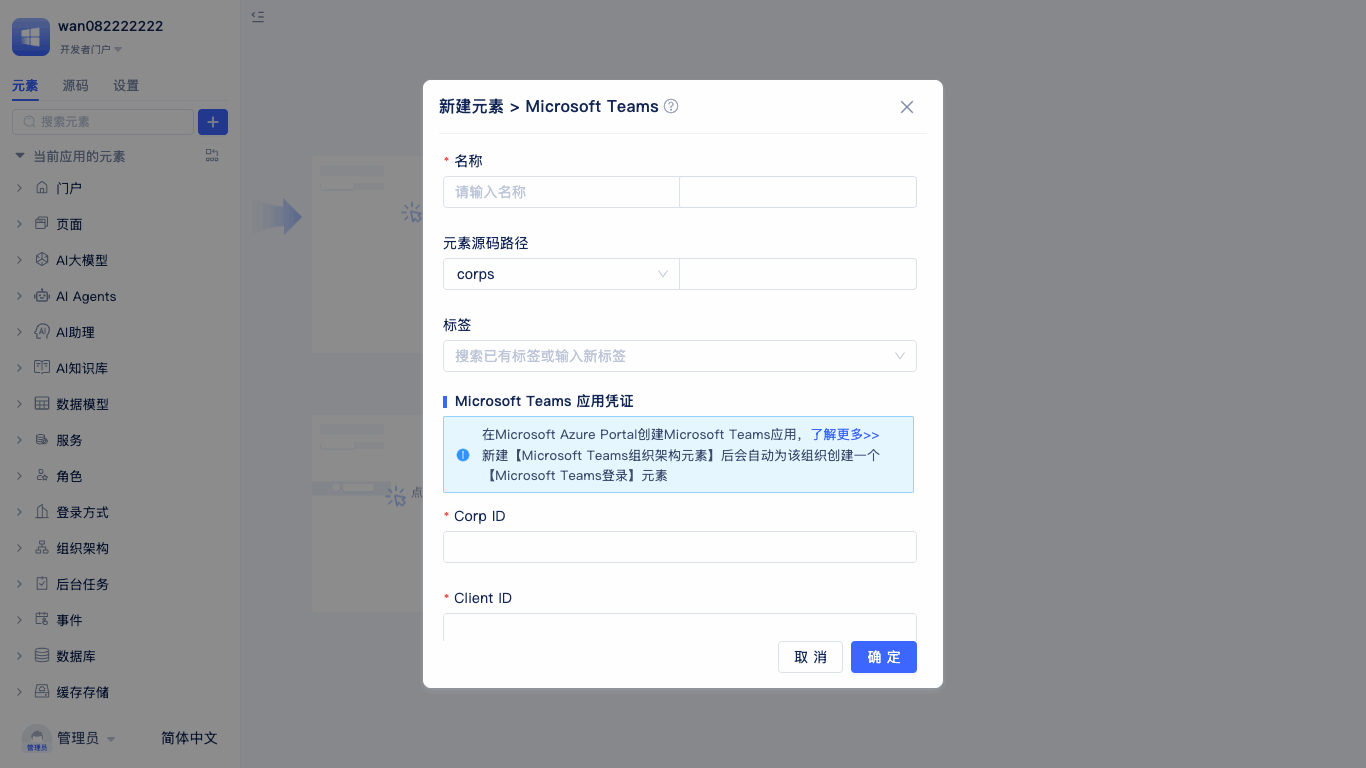 wan082222222
开发者门户
元素 源码 设置
搜索元素
当前应用的元素
门户
页面
AI大模型
AI Agents
AI助理
AI知识库
数据模型
服务
角色
登录方式
组织架构
后台任务
事件
数据库
缓存存储
管理员
管理员 简体中文
点
新建元素 > Microsoft Teams
* 名称
请输入名称
元素源码路径
corps
标签
搜索已有标签或输入新标签
Microsoft Teams 应用凭证
在Microsoft Azure Portal创建Microsoft Teams应用，了解更多>>
新建【Microsoft Teams组织架构元素】后会自动为该组织创建一个
【Microsoft Teams登录】元素
* Corp ID
* Client ID
取 消 确 定